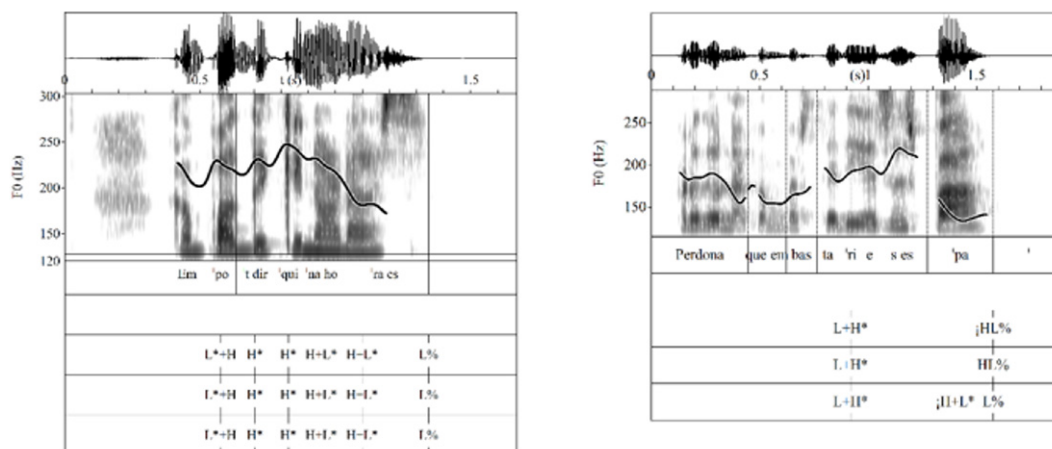 0 0.5 t (s) 1.5
300
250
200
150
120
F0 (Hz)
Em ˈpo t dir ˈqui ˈna ho ˈra es
L*+H H* H* H+L* H+L* L%
L*+H H* H* H+L* H+L* L%
L*+H H* H* H+L* H+L* L%
0 0.5 (s)1 1.5
250
200
150
F0 (Hz)
Perdona que em bas ta ˈri e s es ˈpa
L+H* ¡HL%
L+H* HL%
L+H* ¡H+L* L%